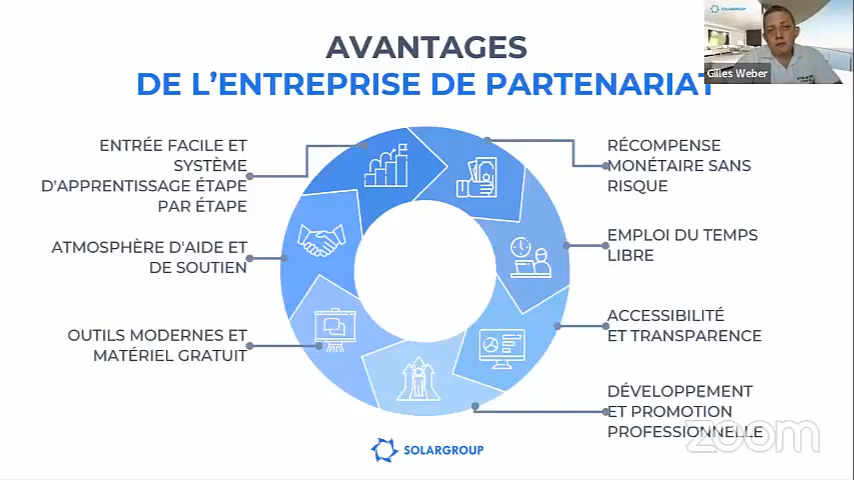 AVANTAGES
DE L'ENTREPRISE DE PARTENARIAT
SOLARGROUP
Gilles Weber
ENTRÉE FACILE ET
SYSTÈME
D'APPRENTISSAGE ÉTAPE
PAR ÉTAPE
ATMOSPHÈRE D'AIDE ET
DE SOUTIEN
OUTILS MODERNES ET
MATÉRIEL GRATUIT
RÉCOMPENSE
MONÉTAIRE SANS
RISQUE
EMPLOI DU TEMPS
LIBRE
ACCESSIBILITÉ
ET TRANSPARENCE
DÉVELOPPEMENT
ET PROMOTION
PROFESSIONNELLE
zoom
SOLARGROUP